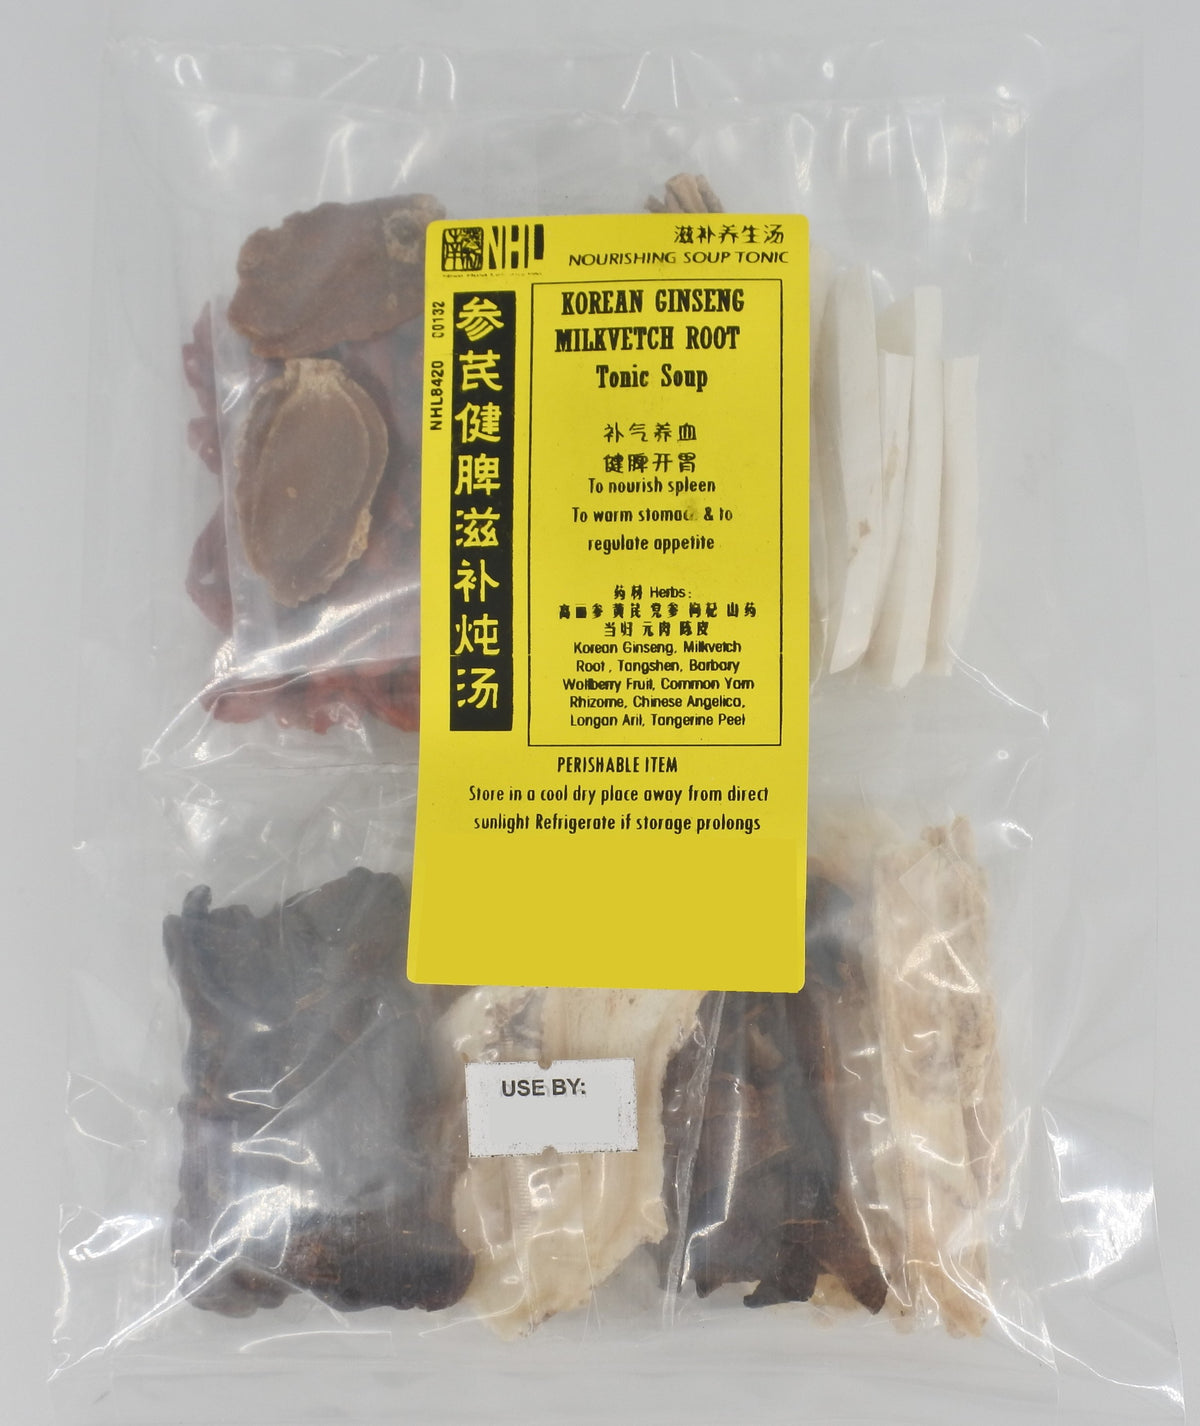 NHL
滋补养生汤
NOURISHING SOUP TONIC
NHL8420 C0132
参芪健脾滋补炖汤
KOREAN GINSENG
MILKVETCH ROOT
Tonic Soup
补气养血
健脾开胃
To nourish spleen
To warm stomach & to
regulate appetite
药材 Herbs:
高丽参 黄芪 党参 枸杞 山药
当归 元肉 陈皮
Korean Ginseng, Milkvetch
Root, Tangshen, Barbary
Wolfberry Fruit, Common Yam
Rhizome, Chinese Angelica,
Longan Aril, Tangerine Peel
PERISHABLE ITEM
Store in a cool dry place away from direct
sunlight Refrigerate if storage prolongs
USE BY: